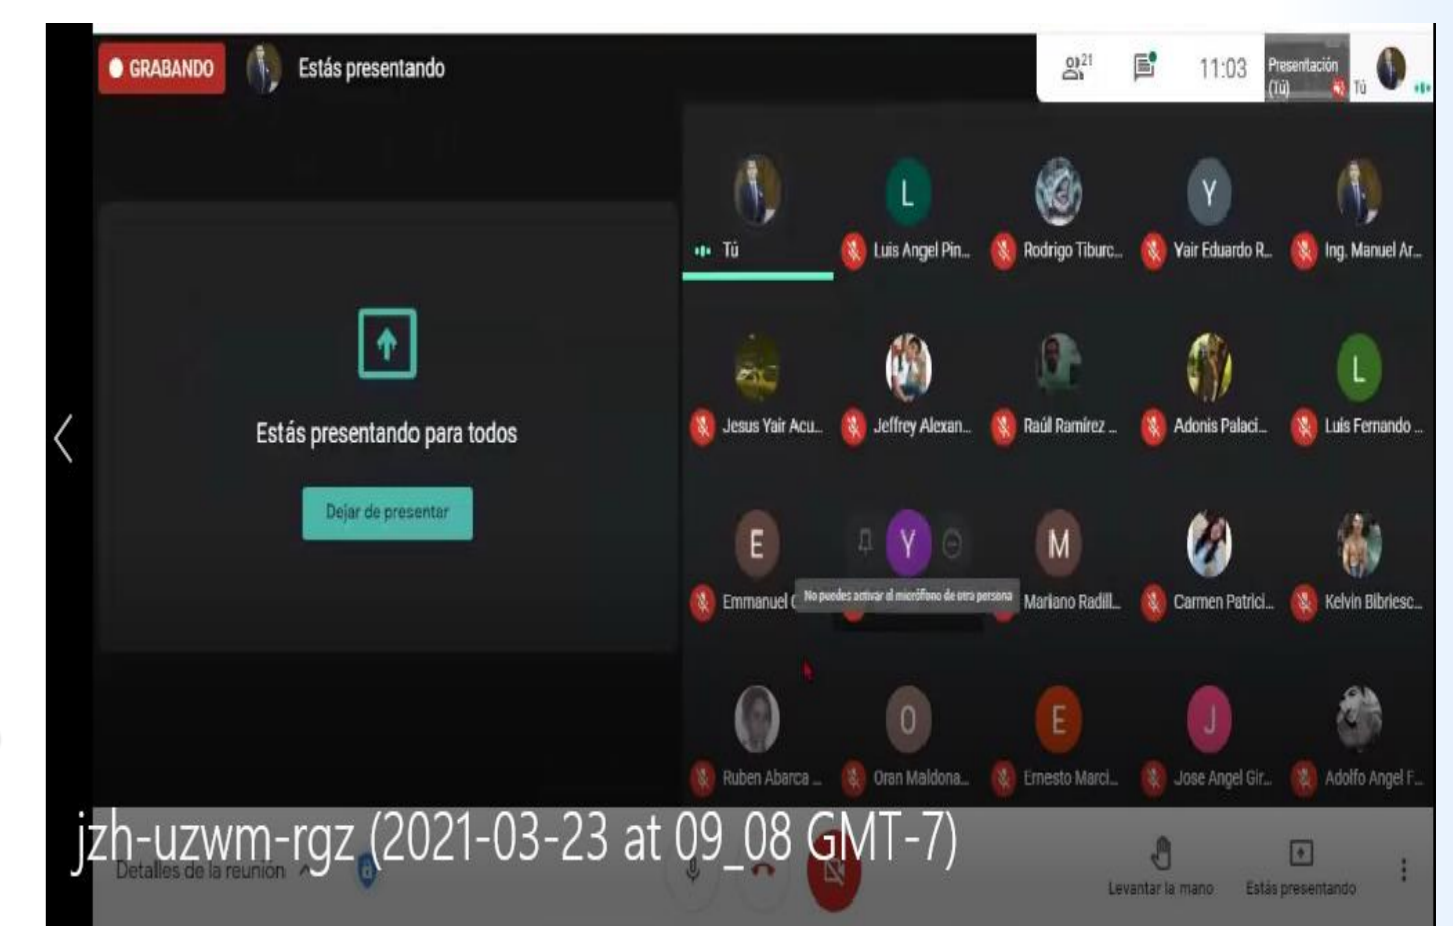 GRABANDO
Estás presentando
21
11:03
Presentación
(Tú)
Tú
Tú
L
Luis Angel Pin...
Rodrigo Tiburc...
Y
Yair Eduardo R...
Ing. Manuel Ar...
Estás presentando para todos
Dejar de presentar
Jesus Yair Acu...
Jeffrey Alexan...
Raúl Ramírez ...
Adonis Palaci...
L
Luis Fernando ...
E
Emmanuel
Y
No puedes activar el micrófono de otra persona
M
Mariano Radill...
Carmen Patrici...
Kelvin Bibriesc...
Ruben Abarca ...
O
Oran Maldona...
E
Ernesto Marci...
J
Jose Angel Gir...
Adolfo Angel F...
jzh-uzwm-rgz (2021-03-23 at 09_08 GMT-7)
Detalles de la reunión
Levantar la mano
Estás presentando